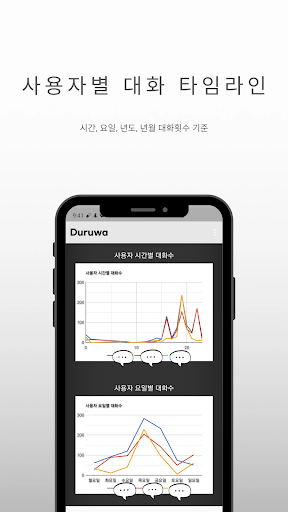 사용자별 대화 타임라인
시간, 요일, 년도, 년월 대화횟수 기준
9:41
Duruwa
사용자 시간별 대화수
사용자 시간별 대화수
300
200
100
0
0 10 20
사용자 요일별 대화수
사용자 요일별 대화수
300
200
100
0
월요일 화요일 수요일 목요일 금요일 토요일 일요일